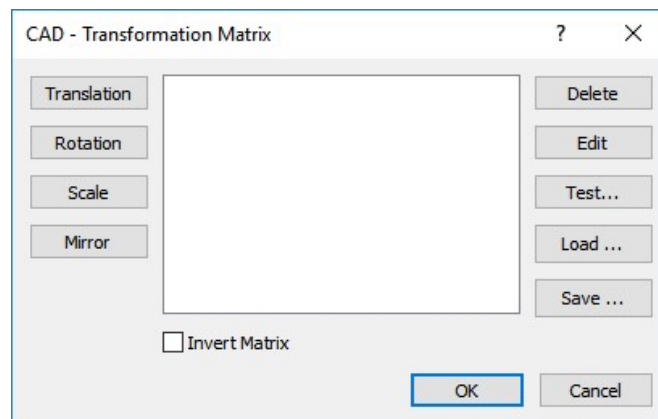 CAD - Transformation Matrix ?
Translation
Rotation
Scale
Mirror
Delete
Edit
Test...
Load ...
Save ...
Invert Matrix
OK
Cancel